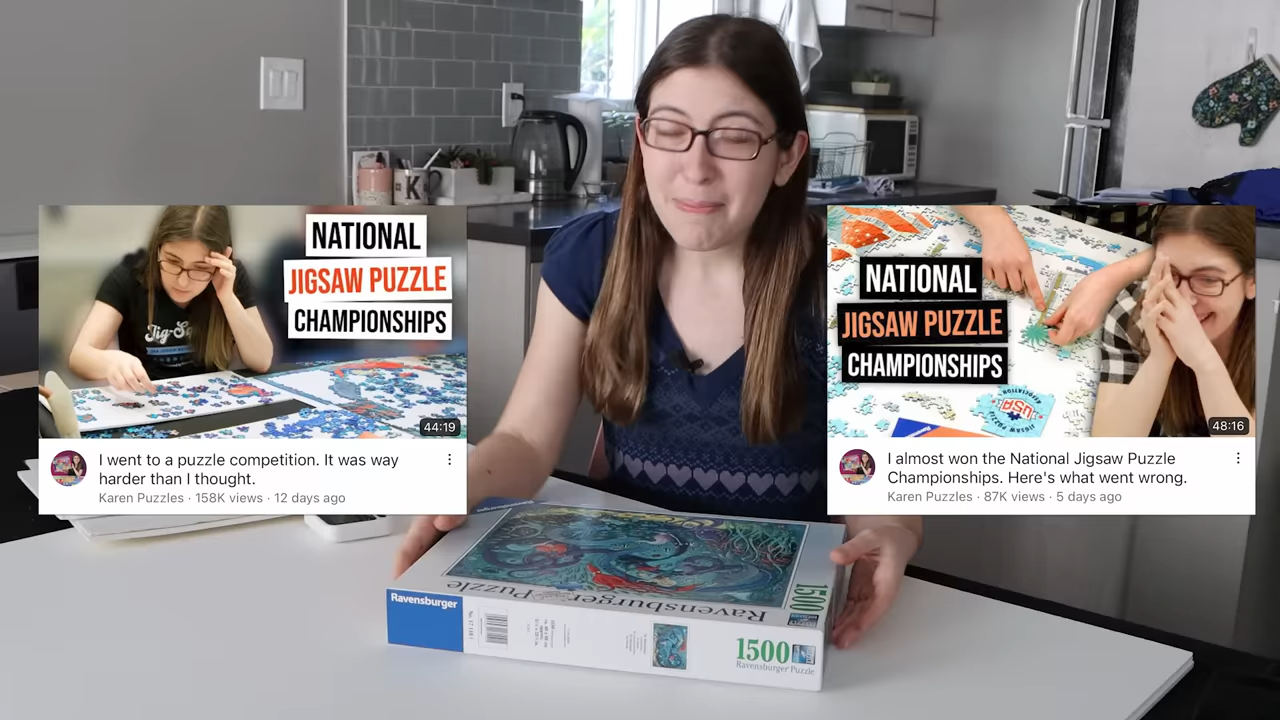 K
NATIONAL
JIGSAW PUZZLE
CHAMPIONSHIPS
44:19
I went to a puzzle competition. It was way
harder than I thought.
Karen Puzzles · 158K views · 12 days ago
NATIONAL
JIGSAW PUZZLE
CHAMPIONSHIPS
USA
48:16
I almost won the National Jigsaw Puzzle
Championships. Here's what went wrong.
Karen Puzzles · 87K views · 5 days ago
Ravensburger
Ravensburger Puzzle
1500
Ravensburger
1500
Ravensburger Puzzle